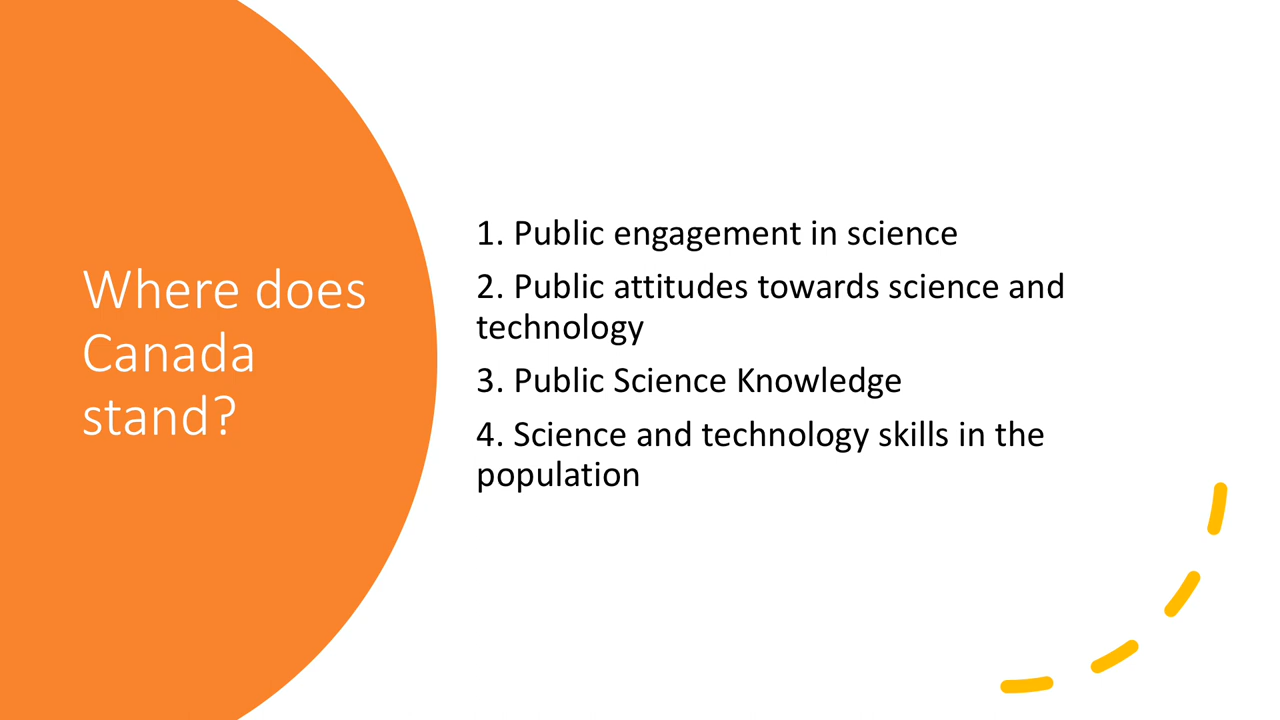 Where does
Canada
stand?
1. Public engagement in science
2. Public attitudes towards science and
technology
3. Public Science Knowledge
4. Science and technology skills in the
population